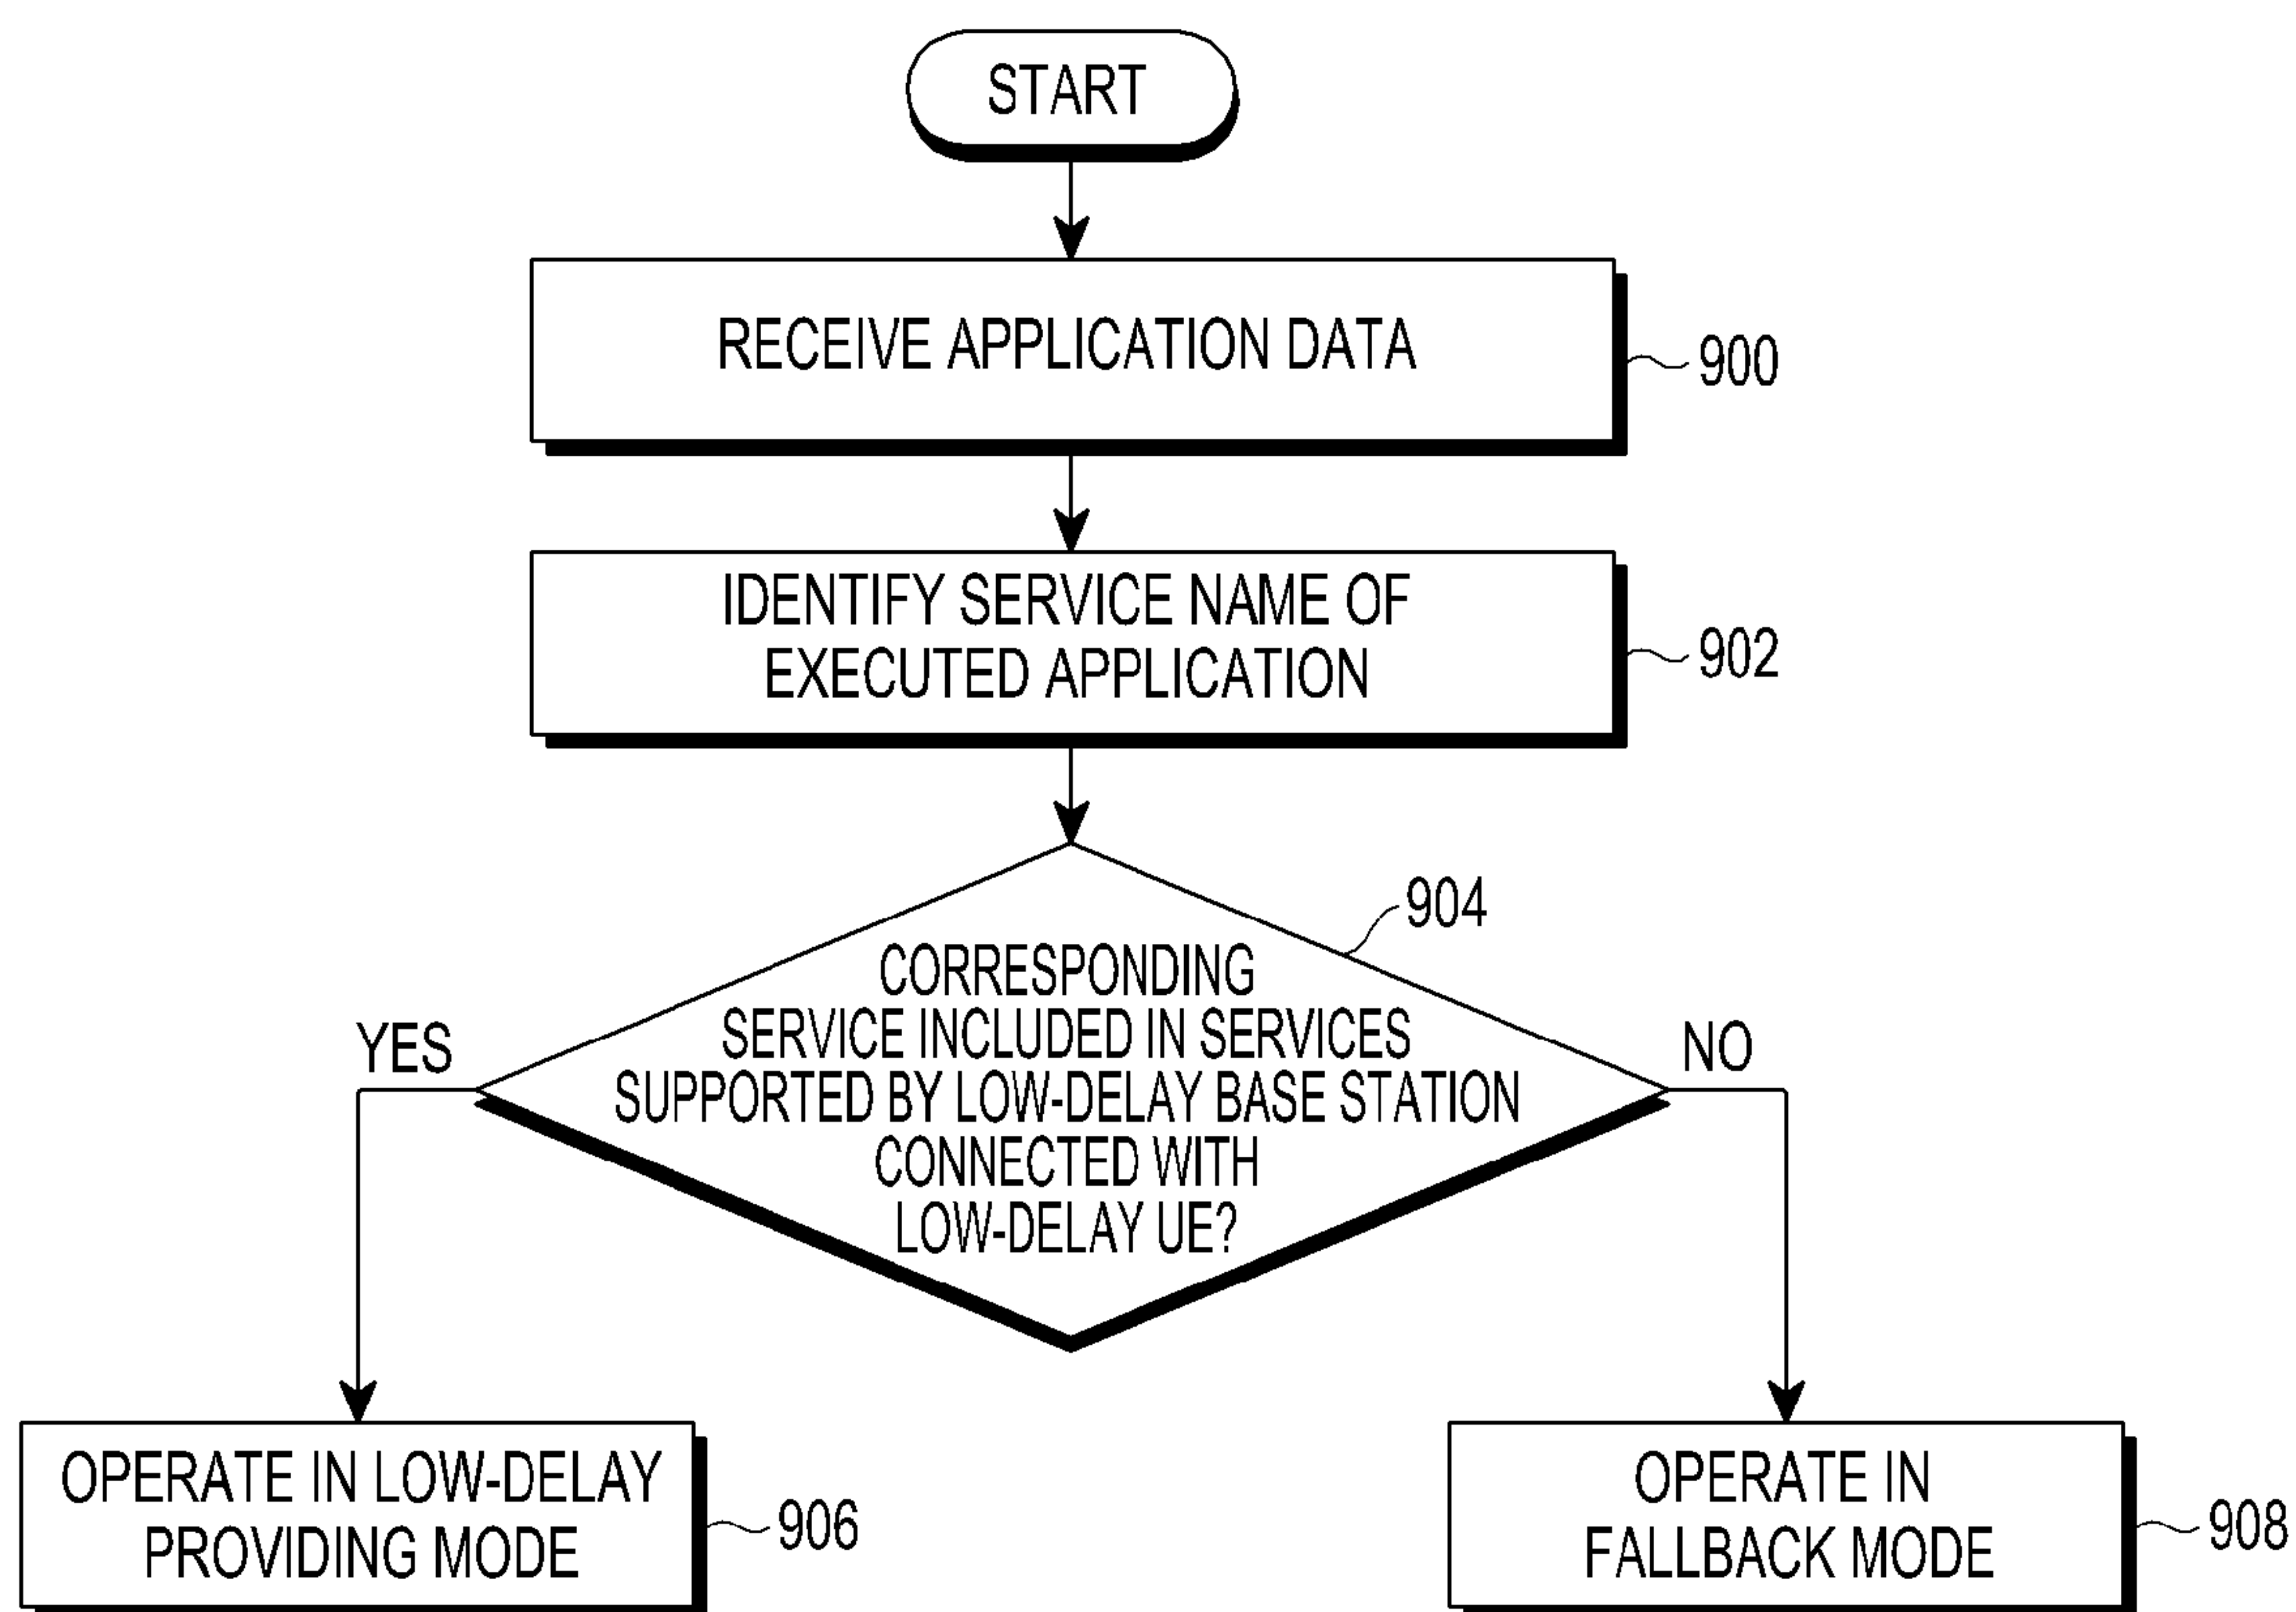 START
RECEIVE APPLICATION DATA
900
IDENTIFY SERVICE NAME OF
EXECUTED APPLICATION
902
904
CORRESPONDING
SERVICE INCLUDED IN SERVICES
SUPPORTED BY LOW-DELAY BASE STATION
CONNECTED WITH
LOW-DELAY UE?
YES
NO
OPERATE IN LOW-DELAY
PROVIDING MODE
906
OPERATE IN
FALLBACK MODE
908